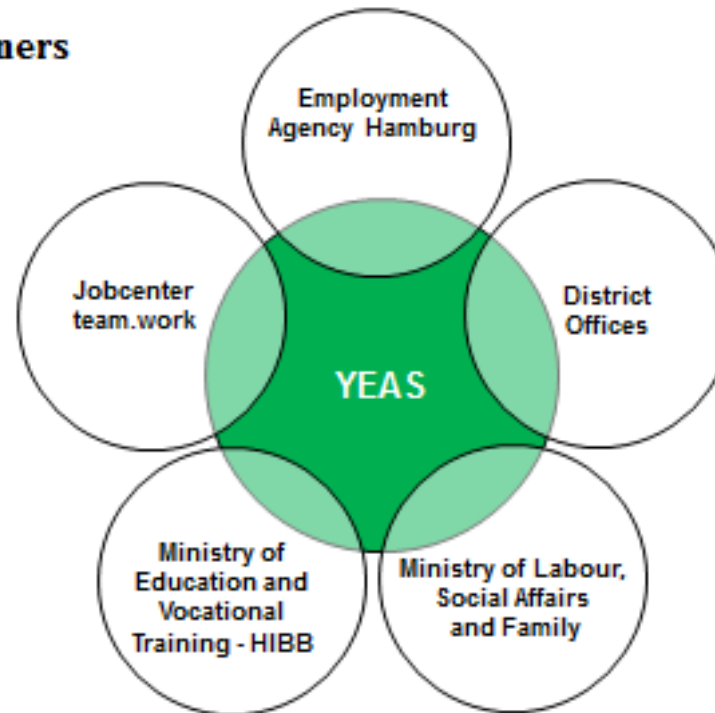 Employment
Agency Hamburg
Jobcenter
team.work
District
Offices
YEAS
Ministry of
Education and
Vocational
Training - HIBB
Ministry of Labour,
Social Affairs
and Family